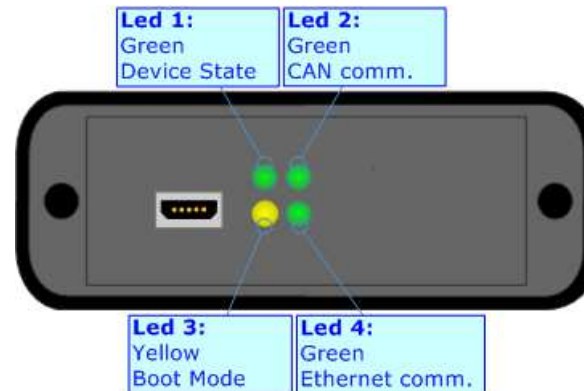 Led 1:
Green
Device State
Led 2:
Green
CAN comm.
Led 3:
Yellow
Boot Mode
Led 4:
Green
Ethernet comm.